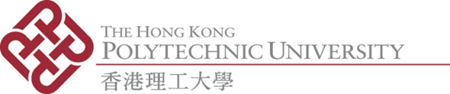 THE HONG KONG
POLYTECHNIC UNIVERSITY
香港理工大學